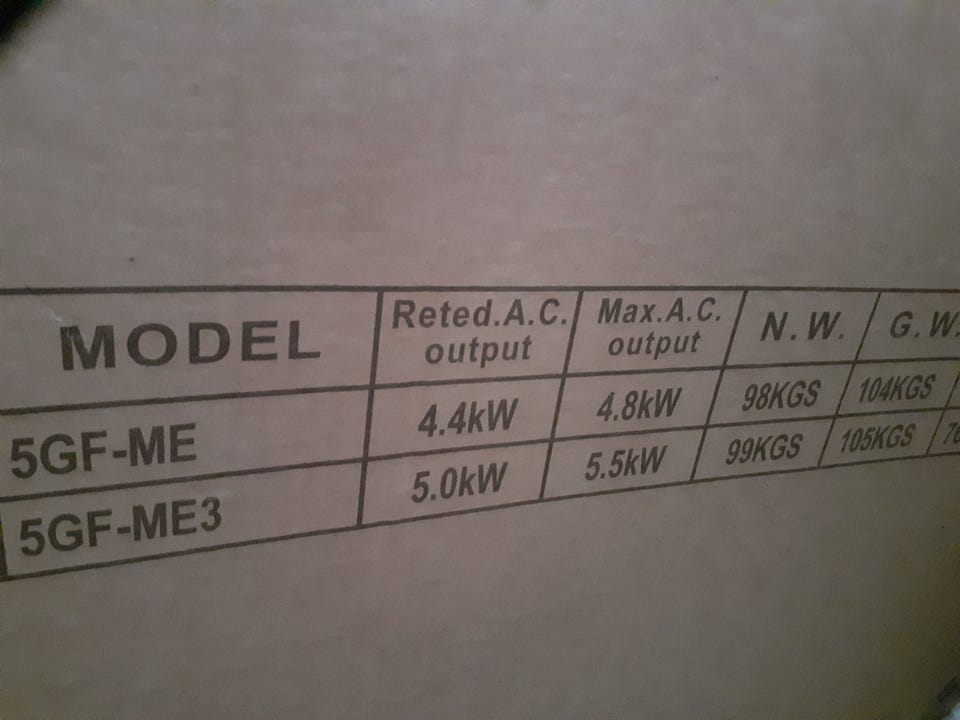 MODEL Reted.A.C. output Max.A.C. output N.W. G.W.
5GF-ME 4.4kW 4.8kW 98KGS 104KGS
5GF-ME3 5.0kW 5.5kW 99KGS 105KGS